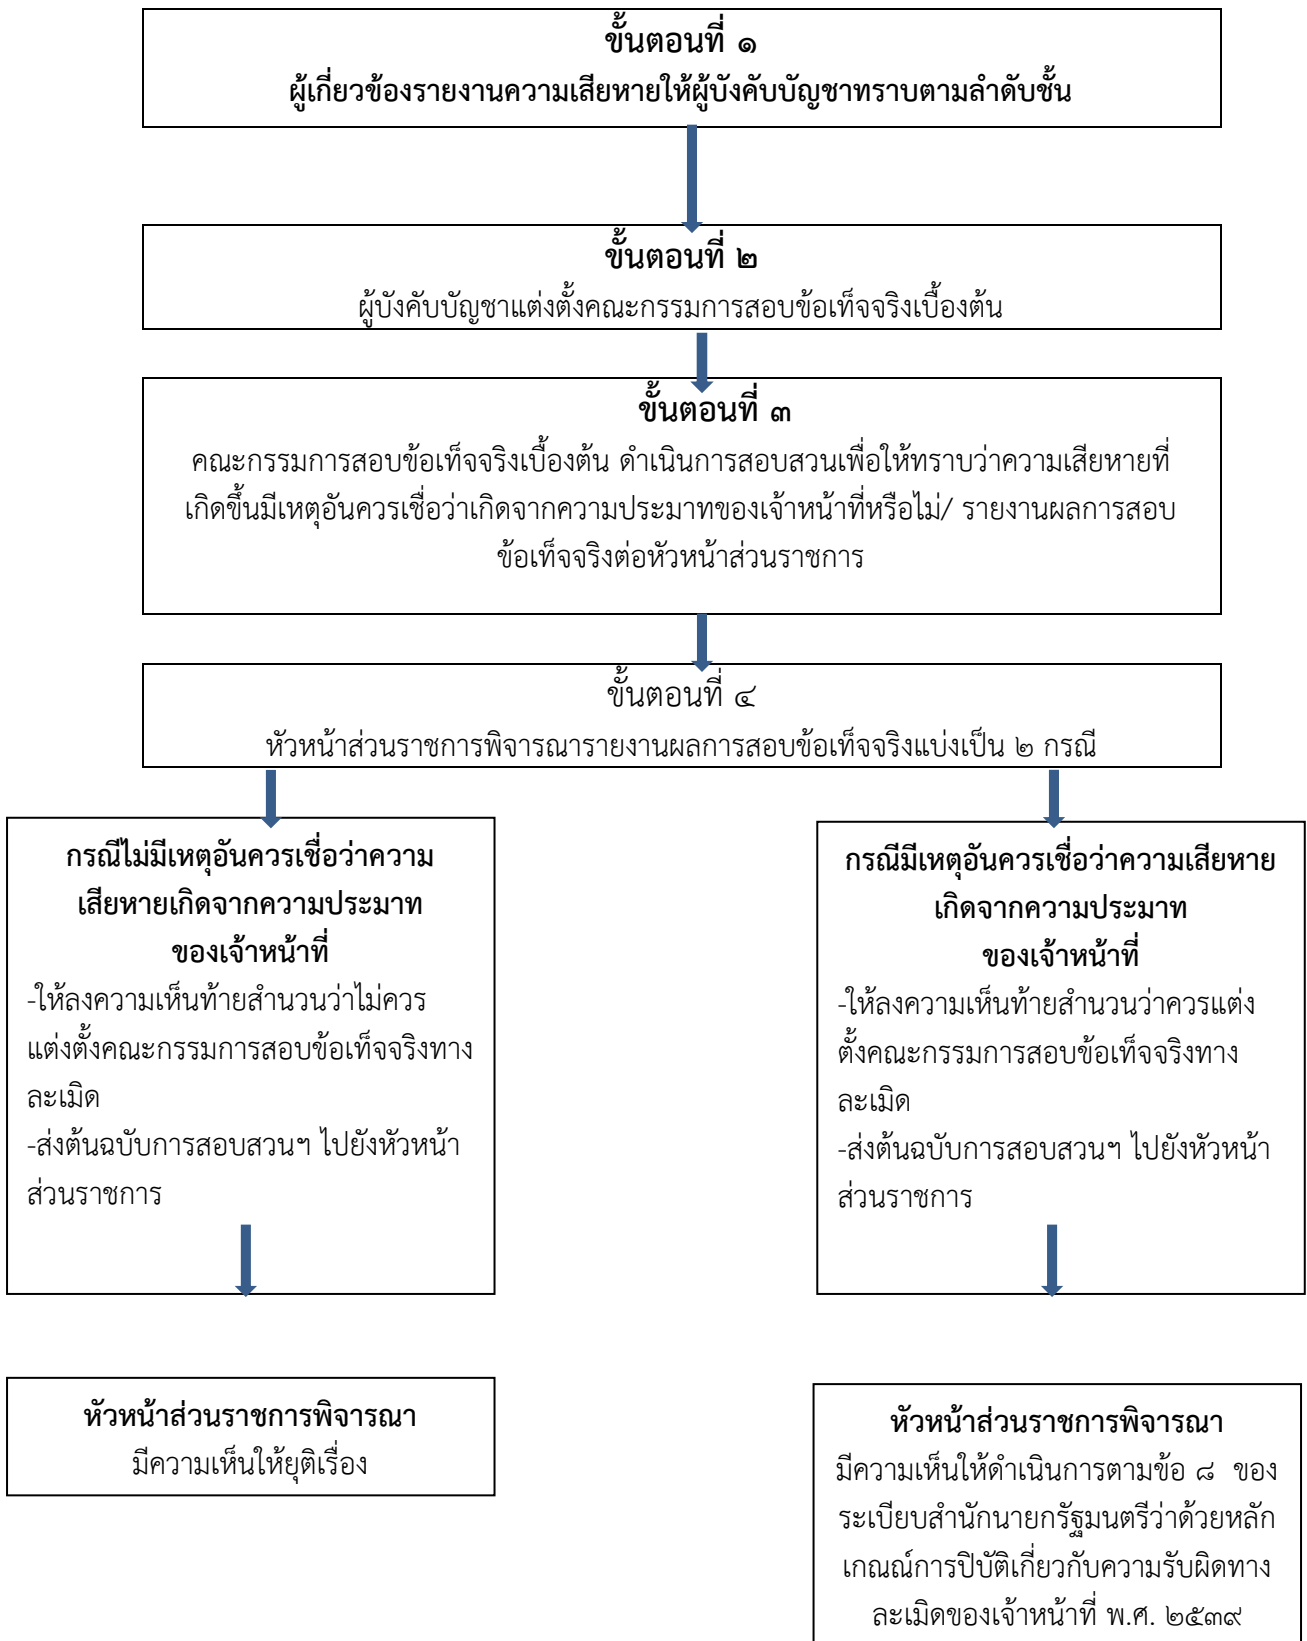 ขั้นตอนที่ ๑
ผู้เกี่ยวข้องรายงานความเสียหายให้ผู้บังคับบัญชาทราบตามลำดับชั้น
ขั้นตอนที่ ๒
ผู้บังคับบัญชาแต่งตั้งคณะกรรมการสอบข้อเท็จจริงเบื้องต้น
ขั้นตอนที่ ๓
คณะกรรมการสอบข้อเท็จจริงเบื้องต้น ดำเนินการสอบสวนเพื่อให้ทราบว่าความเสียหายที่
เกิดขึ้นมีเหตุอันควรเชื่อว่าเกิดจากความประมาทของเจ้าหน้าที่หรือไม่/ รายงานผลการสอบ
ข้อเท็จจริงต่อหัวหน้าส่วนราชการ
ขั้นตอนที่ ๔
หัวหน้าส่วนราชการพิจารณารายงานผลการสอบข้อเท็จจริงแบ่งเป็น ๒ กรณี
กรณีไม่มีเหตุอันควรเชื่อว่าความ
เสียหายเกิดจากความประมาท
ของเจ้าหน้าที่
-ให้ลงความเห็นท้ายสำนวนว่าไม่ควร
แต่งตั้งคณะกรรมการสอบข้อเท็จจริงทาง
ละเมิด
-ส่งต้นฉบับการสอบสวนฯ ไปยังหัวหน้า
ส่วนราชการ
กรณีมีเหตุอันควรเชื่อว่าความเสียหาย
เกิดจากความประมาท
ของเจ้าหน้าที่
-ให้ลงความเห็นท้ายสำนวนว่าควรแต่ง
ตั้งคณะกรรมการสอบข้อเท็จจริงทาง
ละเมิด
-ส่งต้นฉบับการสอบสวนฯ ไปยังหัวหน้า
ส่วนราชการ
หัวหน้าส่วนราชการพิจารณา
มีความเห็นให้ยุติเรื่อง
หัวหน้าส่วนราชการพิจารณา
มีความเห็นให้ดำเนินการตามข้อ ๘ ของ
ระเบียบสำนักนายกรัฐมนตรีว่าด้วยหลัก
เกณณ์การปิบัติเกี่ยวกับความรับผิดทาง
ละเมิดของเจ้าหน้าที่ พ.ศ. ๒๕๓๙